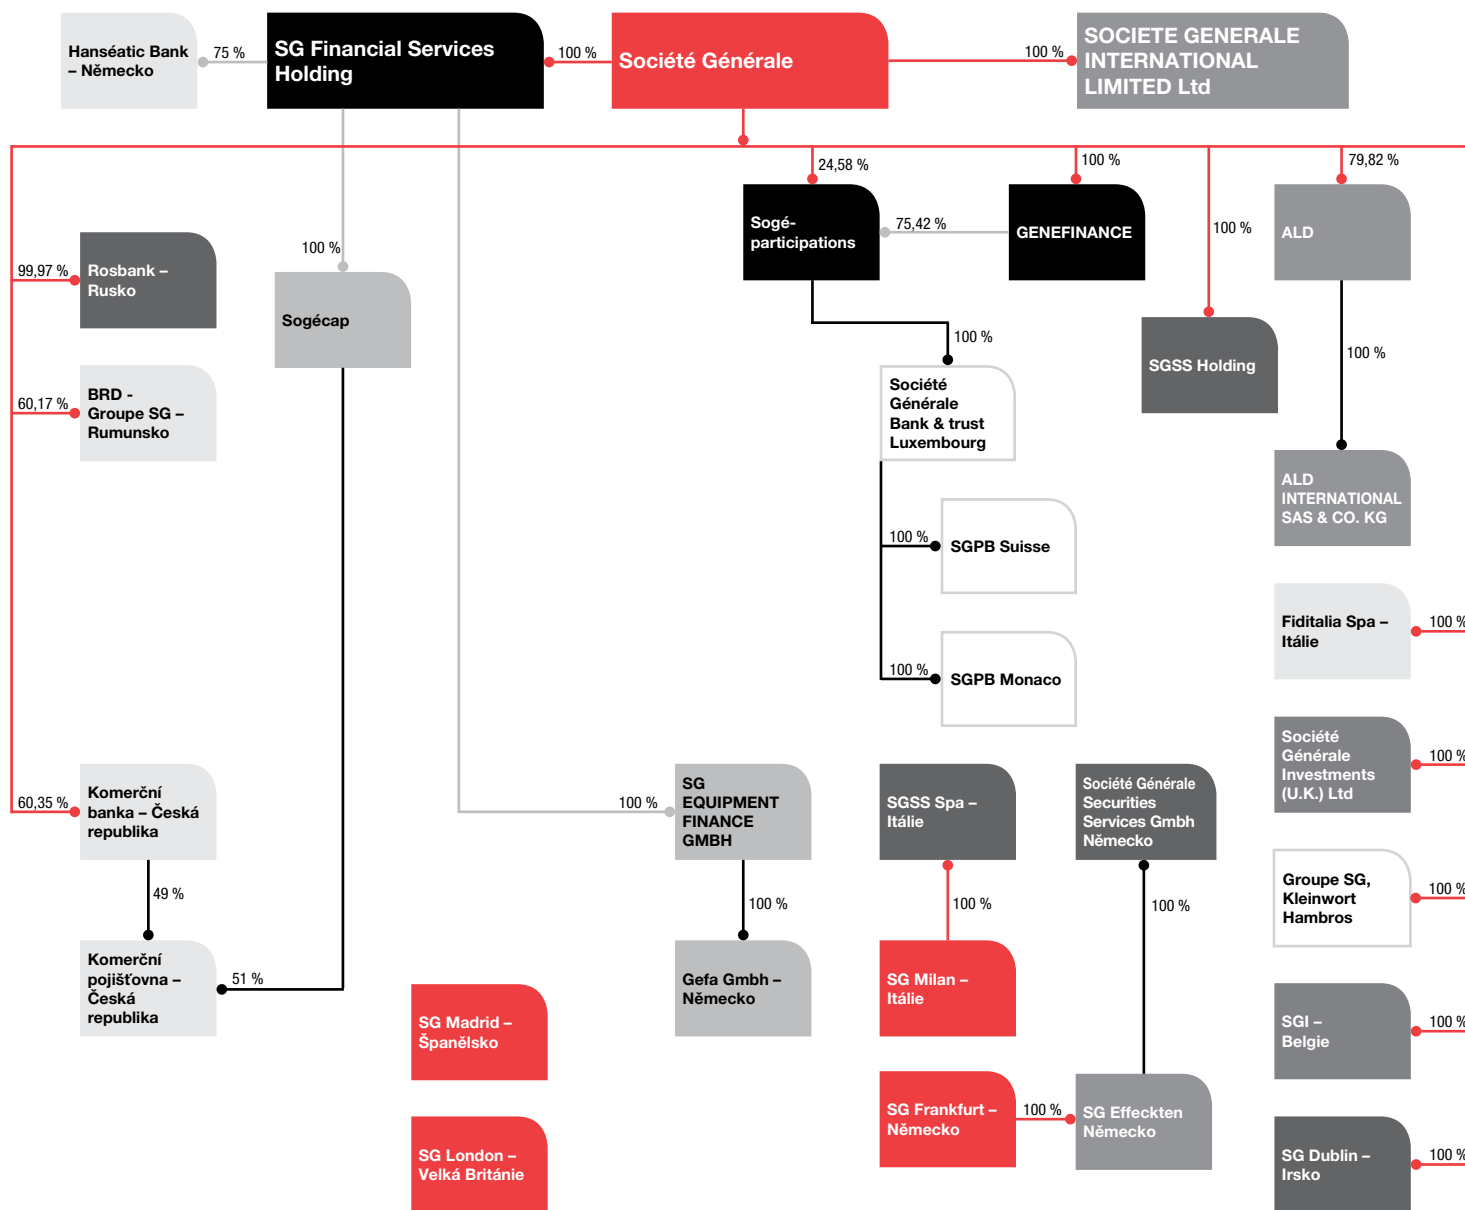 Hanséatic Bank
– Německo
75 %
SG Financial Services
Holding
100 %
Société Générale
100 %
SOCIETE GENERALE
INTERNATIONAL
LIMITED Ltd
24,58 %
100 %
79,82 %
Sogé-
participations
75,42 %
GENEFINANCE
100 %
ALD
99,97 %
Rosbank –
Rusko
100 %
Sogécap
100 %
SGSS Holding
100 %
60,17 %
BRD -
Groupe SG –
Rumunsko
Société
Générale
Bank & trust
Luxembourg
ALD
INTERNATIONAL
SAS & CO. KG
100 %
SGPB Suisse
Fiditalia Spa –
Itálie
100 %
100 %
SGPB Monaco
Société
Générale
Investments
(U.K.) Ltd
100 %
60,35 %
Komerční
banka – Česká
republika
100 %
SG
EQUIPMENT
FINANCE
GMBH
SGSS Spa –
Itálie
Société Générale
Securities
Services Gmbh
Německo
49 %
100 %
100 %
100 %
Groupe SG,
Kleinwort
Hambros
100 %
Komerční
pojišťovna –
Česká
republika
51 %
Gefa Gmbh –
Německo
SG Milan –
Itálie
SG Madrid –
Španělsko
SGI –
Belgie
100 %
SG Frankfurt –
Německo
100 %
SG Effeckten
Německo
SG London –
Velká Británie
SG Dublin –
Irsko
100 %